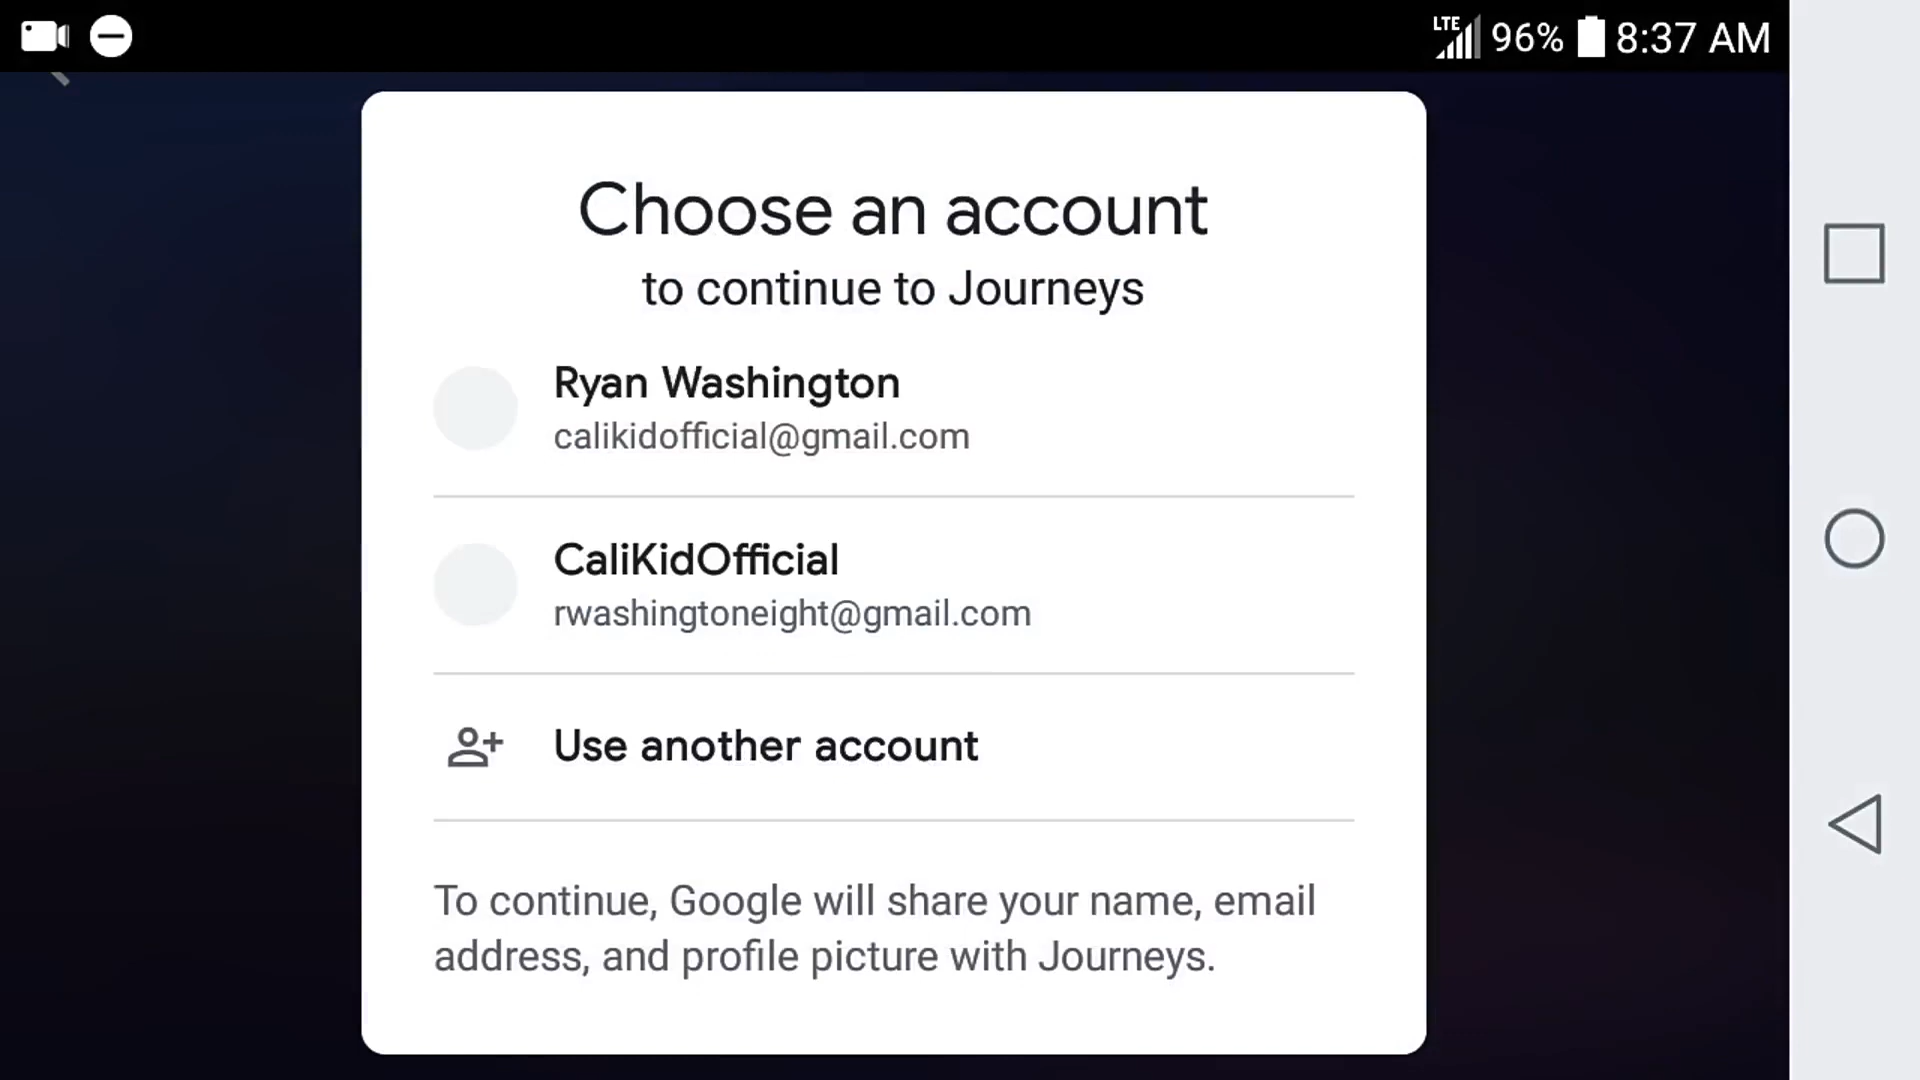 LTE 96% 8:37 AM
Choose an account
to continue to Journeys
Ryan Washington
calikidofficial@gmail.com
CaliKidOfficial
rwashingtoneight@gmail.com
Use another account
To continue, Google will share your name, email
address, and profile picture with Journeys.